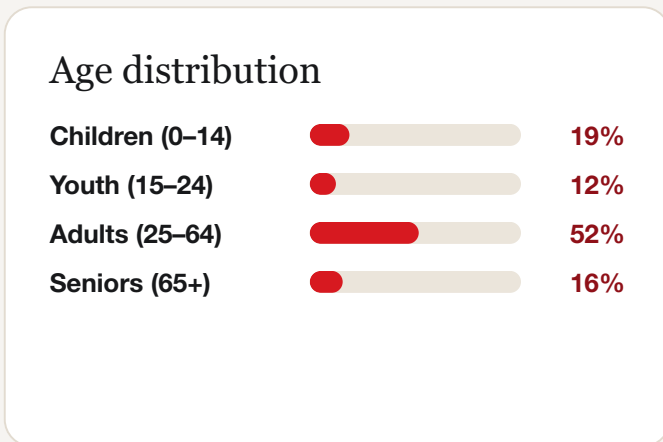 Age distribution
Children (0–14) 19%
Youth (15–24) 12%
Adults (25–64) 52%
Seniors (65+) 16%